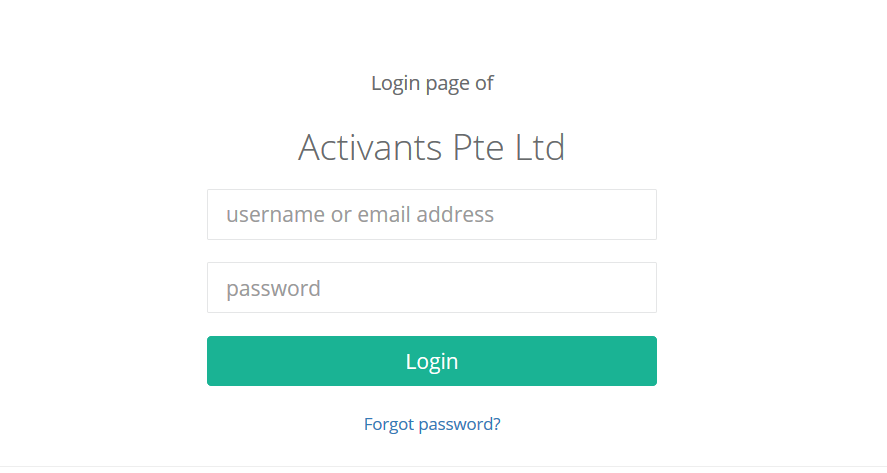 Login page of
Activants Pte Ltd
username or email address
password
Login
Forgot password?